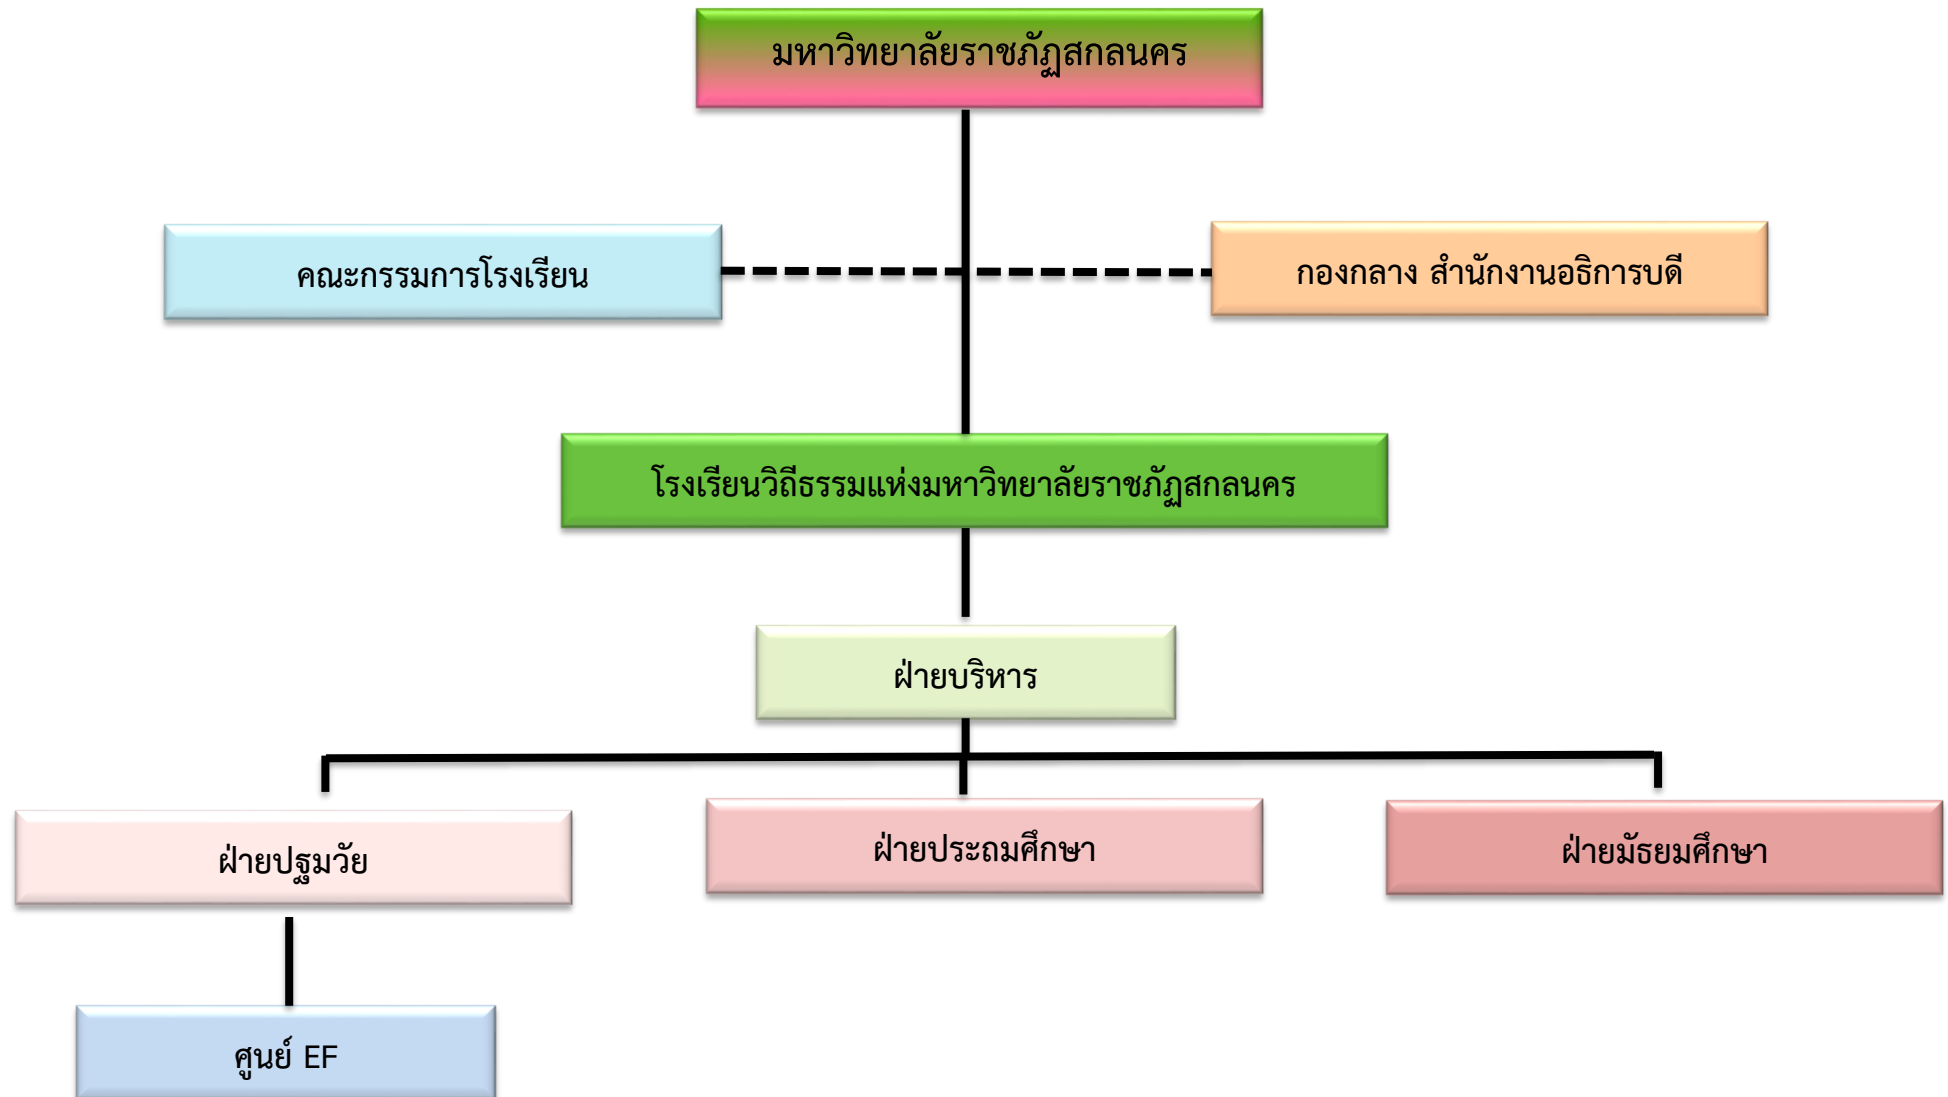 มหาวิทยาลัยราชภัฏสกลนคร
คณะกรรมการโรงเรียน
กองกลาง สำนักงานอธิการบดี
โรงเรียนวิถีธรรมแห่งมหาวิทยาลัยราชภัฏสกลนคร
ฝ่ายบริหาร
ฝ่ายปฐมวัย
ฝ่ายประถมศึกษา
ฝ่ายมัธยมศึกษา
ศูนย์ EF